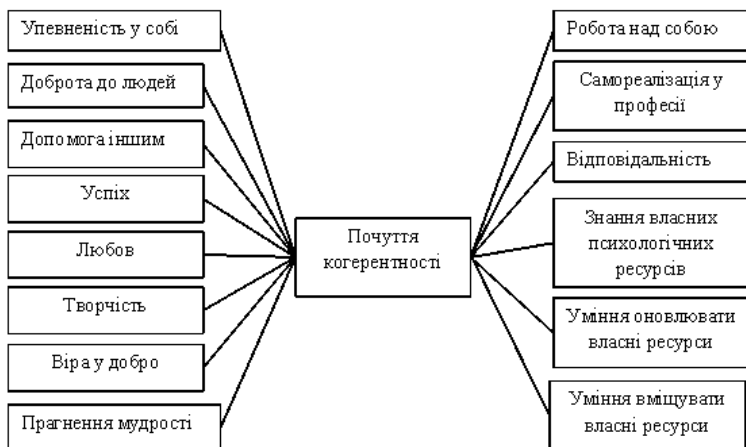 Упевненість у собі
Доброта до людей
Допомога іншим
Успіх
Любов
Творчість
Віра у добро
Прагнення мудрості
Почуття
когерентності
Робота над собою
Самореалізація у
професії
Відповідальність
Знання власних
психологічних
ресурсів
Уміння оновлювати
власні ресурси
Уміння вміщувати
власні ресурси